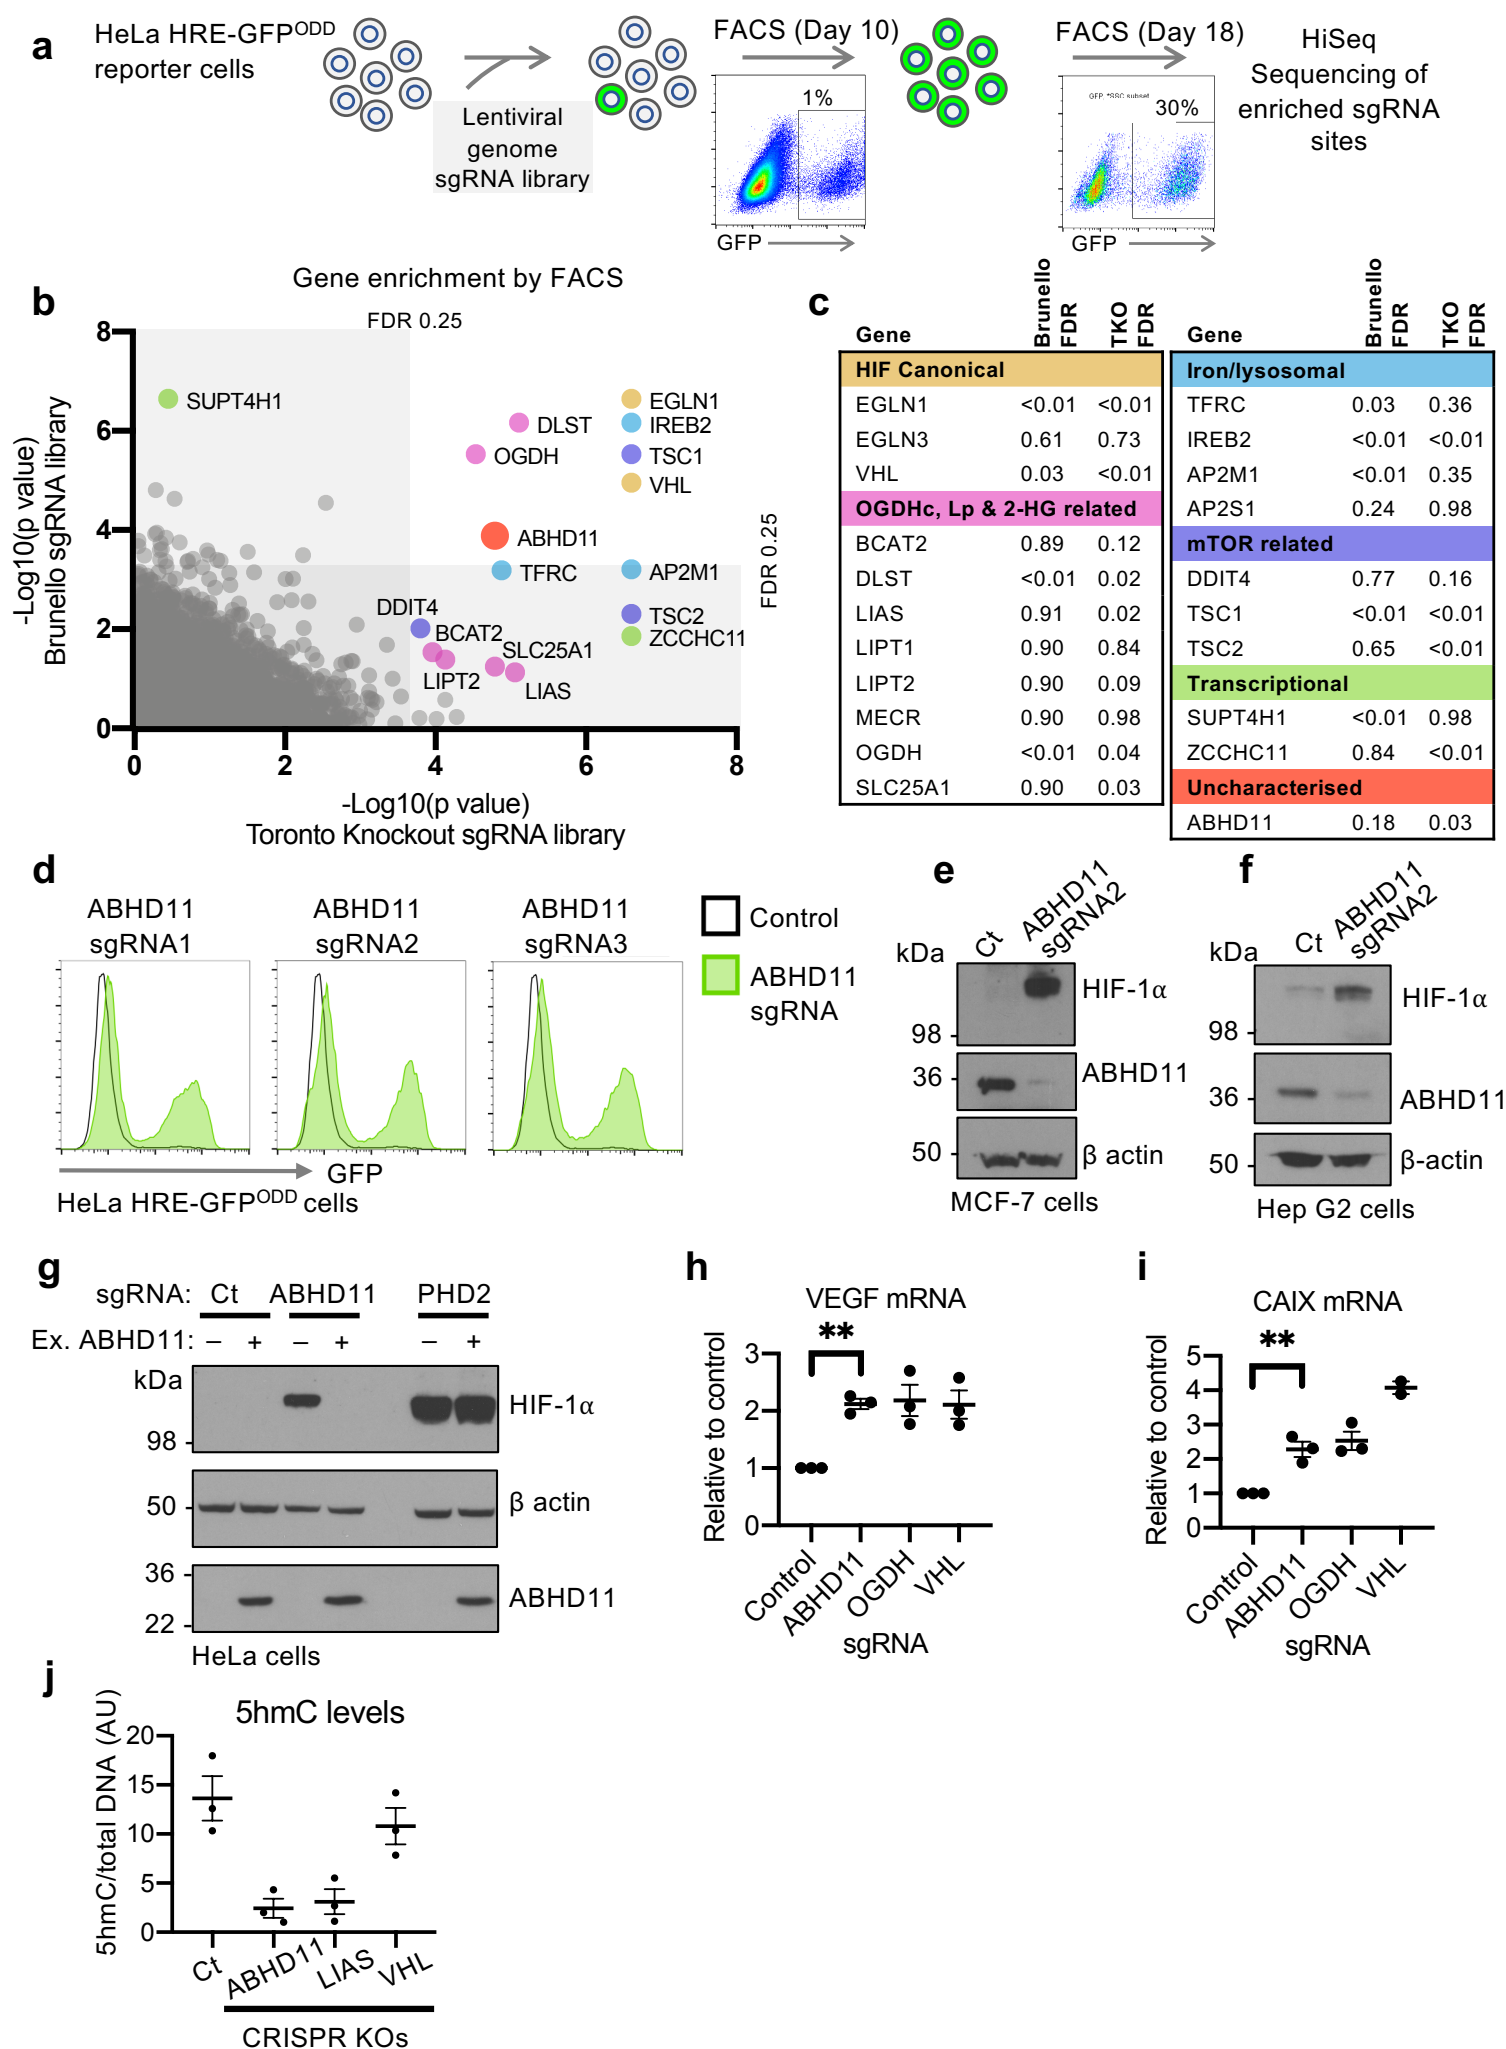 a
HeLa HRE-GFPODD
reporter cells
Lentiviral
genome
sgRNA library
FACS (Day 10)
1%
GFP
FACS (Day 18)
GFP, *SSC subset
30%
GFP
HiSeq
Sequencing of
enriched sgRNA
sites
b
Gene enrichment by FACS
FDR 0.25
FDR 0.25
-Log10(p value)
Brunello sgRNA library
8
6
4
2
0
0 2 4 6 8
-Log10(p value)
Toronto Knockout sgRNA library
SUPT4H1
DLST
OGDH
EGLN1
IREB2
TSC1
VHL
ABHD11
TFRC
AP2M1
DDIT4
TSC2
BCAT2
ZCCHC11
SLC25A1
LIPT2
LIAS
c
Gene Brunello FDR TKO FDR
HIF Canonical
EGLN1 <0.01 <0.01
EGLN3 0.61 0.73
VHL 0.03 <0.01
OGDHc, Lp & 2-HG related
BCAT2 0.89 0.12
DLST <0.01 0.02
LIAS 0.91 0.02
LIPT1 0.90 0.84
LIPT2 0.90 0.09
MECR 0.90 0.98
OGDH <0.01 0.04
SLC25A1 0.90 0.03
Gene Brunello FDR TKO FDR
Iron/lysosomal
TFRC 0.03 0.36
IREB2 <0.01 <0.01
AP2M1 <0.01 0.35
AP2S1 0.24 0.98
mTOR related
DDIT4 0.77 0.16
TSC1 <0.01 <0.01
TSC2 0.65 <0.01
Transcriptional
SUPT4H1 <0.01 0.98
ZCCHC11 0.84 <0.01
Uncharacterised
ABHD11 0.18 0.03
d
ABHD11
sgRNA1
ABHD11
sgRNA2
ABHD11
sgRNA3
Control
ABHD11
sgRNA
GFP
HeLa HRE-GFPODD cells
e
kDa
Ct
ABHD11
sgRNA2
HIF-1α
98
36
ABHD11
50
β actin
MCF-7 cells
f
kDa
Ct
ABHD11
sgRNA2
HIF-1α
98
36
ABHD11
50
β-actin
Hep G2 cells
g
sgRNA: Ct ABHD11 PHD2
Ex. ABHD11: – + – + – +
kDa
HIF-1α
98
50
β actin
36
ABHD11
22
HeLa cells
h
VEGF mRNA
**
Relative to control
3
2
1
0
Control
ABHD11
OGDH
VHL
sgRNA
i
CAIX mRNA
**
Relative to control
5
4
3
2
1
0
Control
ABHD11
OGDH
VHL
sgRNA
j
5hmC levels
5hmC/total DNA (AU)
20
15
10
5
0
Ct
ABHD11
LIAS
VHL
CRISPR KOs